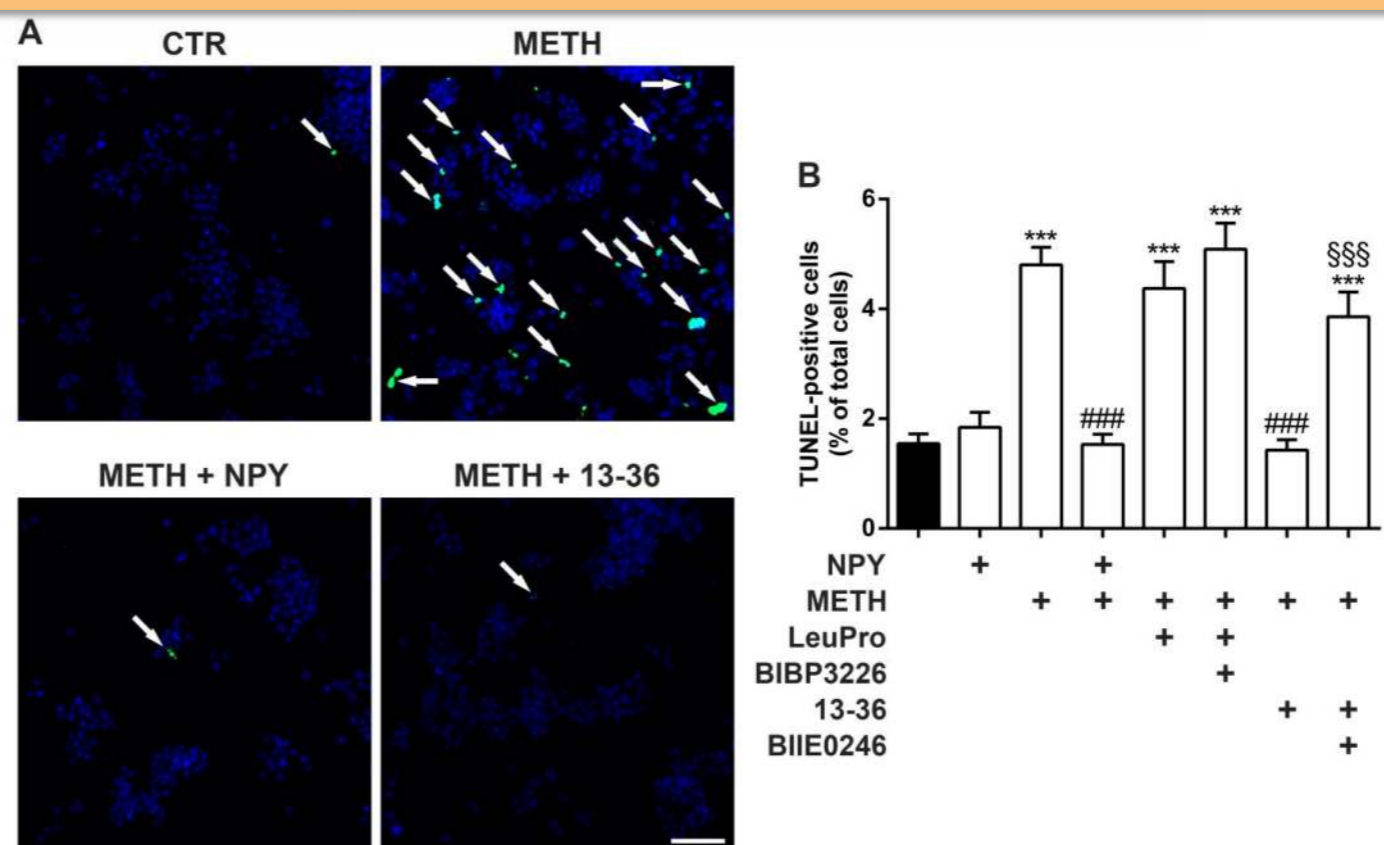 A
CTR
METH
METH + NPY
METH + 13-36
B
TUNEL-positive cells
(% of total cells)
6
4
2
0
***
###
***
***
###
§§§
***
NPY + +
METH + + + + + +
LeuPro + +
BIBP3226 +
13-36 + +
BIIE0246 +